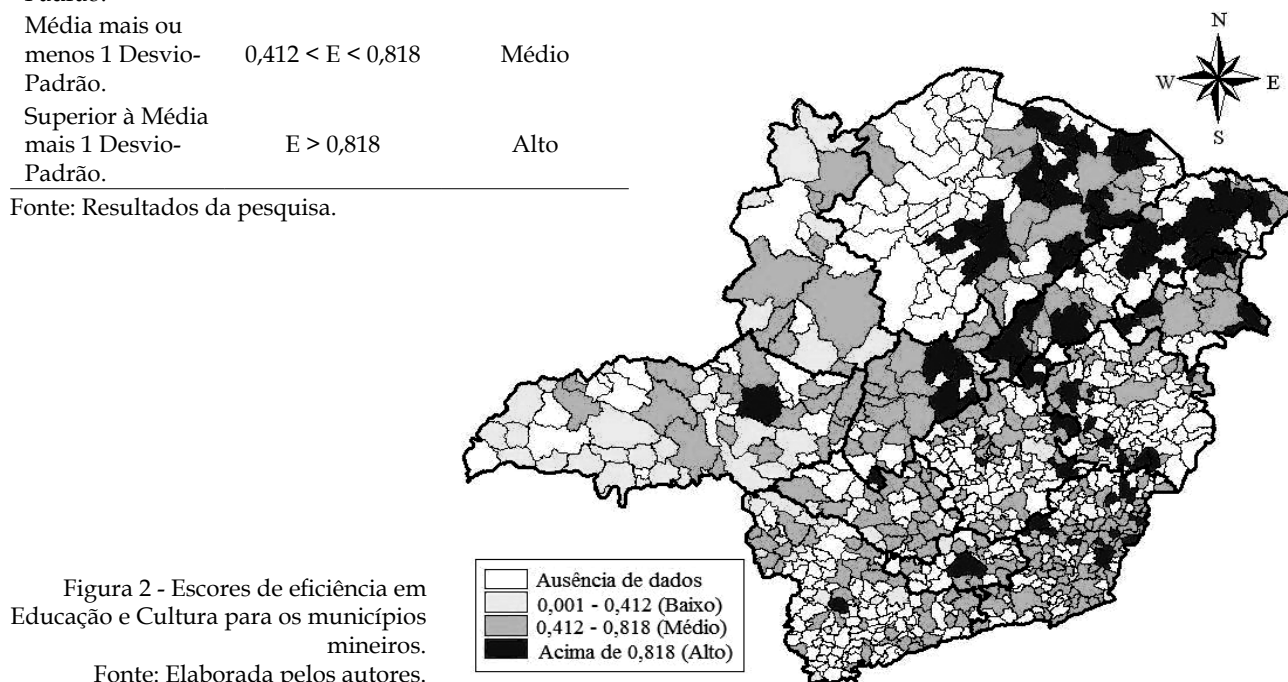 Padrão.
Média mais ou
menos 1 Desvio-
Padrão.
0,412 < E < 0,818
Médio
Superior à Média
mais 1 Desvio-
Padrão.
E > 0,818
Alto
Fonte: Resultados da pesquisa.
N
W
E
S
Figura 2 - Escores de eficiência em
Educação e Cultura para os municípios
mineiros.
Fonte: Elaborada pelos autores.
Ausência de dados
0,001 - 0,412 (Baixo)
0,412 - 0,818 (Médio)
Acima de 0,818 (Alto)